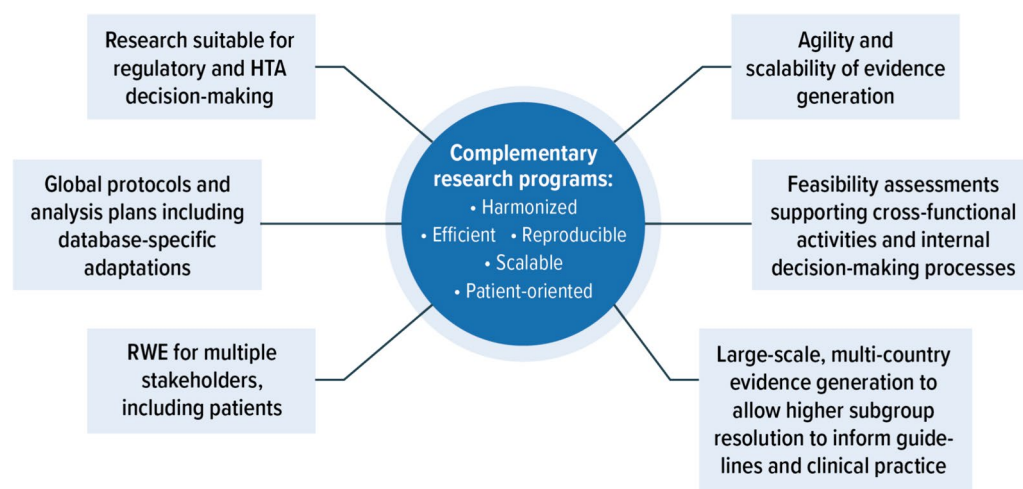 Research suitable for
regulatory and HTA
decision-making
Global protocols and
analysis plans including
database-specific
adaptations
RWE for multiple
stakeholders,
including patients
Complementary
research programs:
• Harmonized
• Efficient • Reproducible
• Scalable
• Patient-oriented
Agility and
scalability of evidence
generation
Feasibility assessments
supporting cross-functional
activities and internal
decision-making processes
Large-scale, multi-country
evidence generation to
allow higher subgroup
resolution to inform guide-
lines and clinical practice